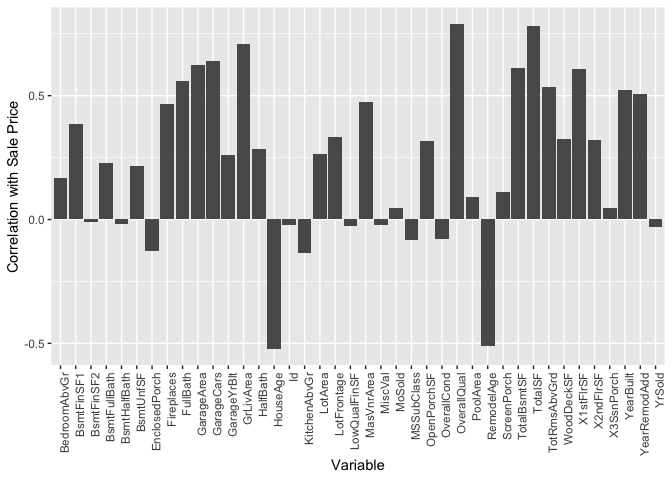 Correlation with Sale Price
0.5
0.0
-0.5
BedroomAbvGr
BsmtFinSF1
BsmtFinSF2
BsmtFullBath
BsmtHalfBath
BsmtUnfSF
EnclosedPorch
Fireplaces
FullBath
GarageArea
GarageCars
GarageYrBlt
GrLivArea
HalfBath
HouseAge
Id
KitchenAbvGr
LotArea
LotFrontage
LowQualFinSF
MasVnrArea
MiscVal
MoSold
MSSubClass
OpenPorchSF
OverallCond
OverallQual
PoolArea
RemodelAge
ScreenPorch
TotalBsmtSF
TotalSF
TotRmsAbvGrd
WoodDeckSF
X1stFlrSF
X2ndFlrSF
X3SsnPorch
YearBuilt
YearRemodAdd
YrSold
Variable